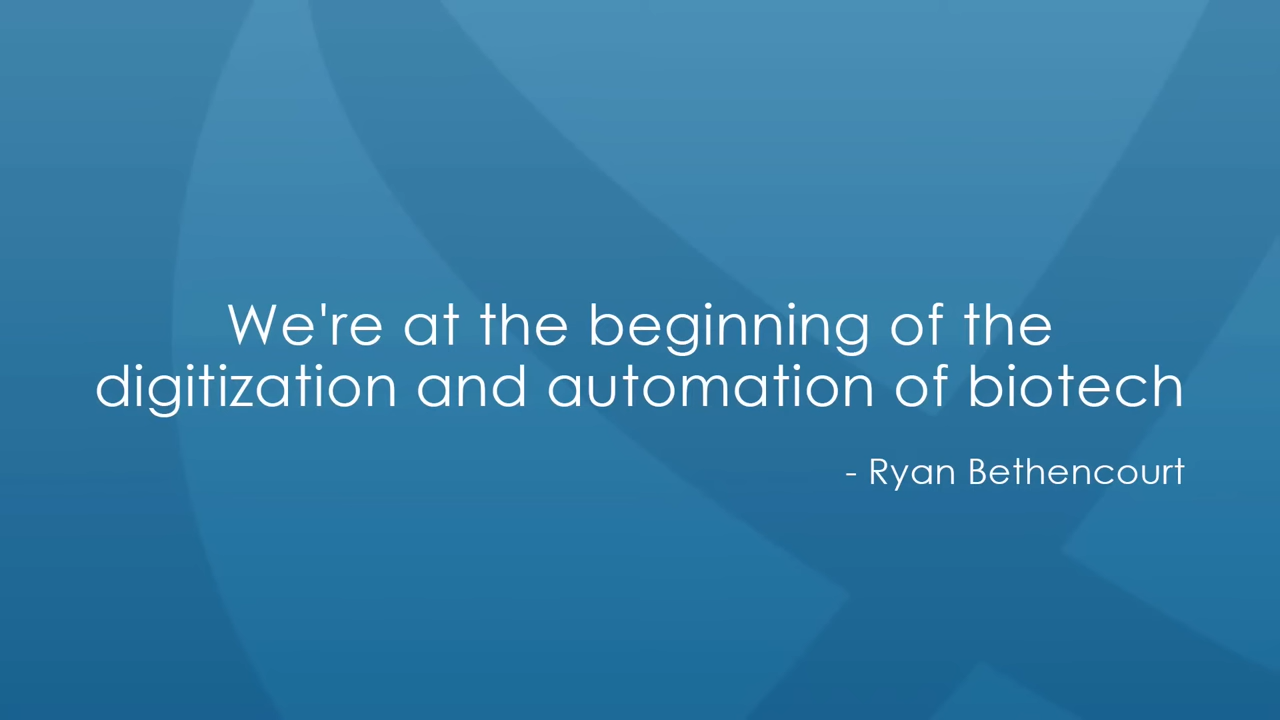 We're at the beginning of the
digitization and automation of biotech
- Ryan Bethencourt